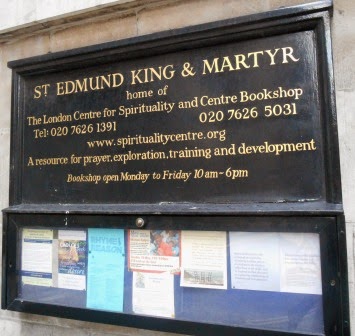 ST EDMUND KING & MARTYR
home of
The London Centre for Spirituality and Centre Bookshop
Tel: 020 7626 1391 020 7626 5031
www.spiritualitycentre.org
A resource for prayer, exploration, training and development
Bookshop open Monday to Friday 10am-6pm